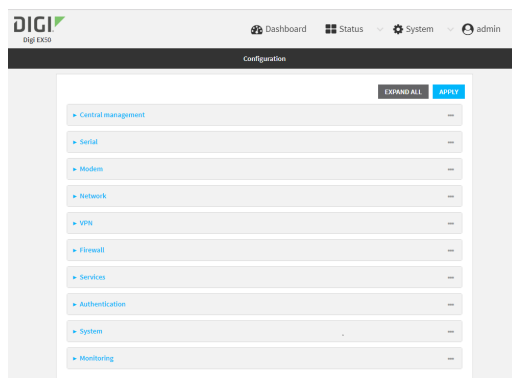 DIGI
Digi EX50
Dashboard Status System admin
Configuration
EXPAND ALL APPLY
Central management
Serial
Modem
Network
VPN
Firewall
Services
Authentication
System
Monitoring